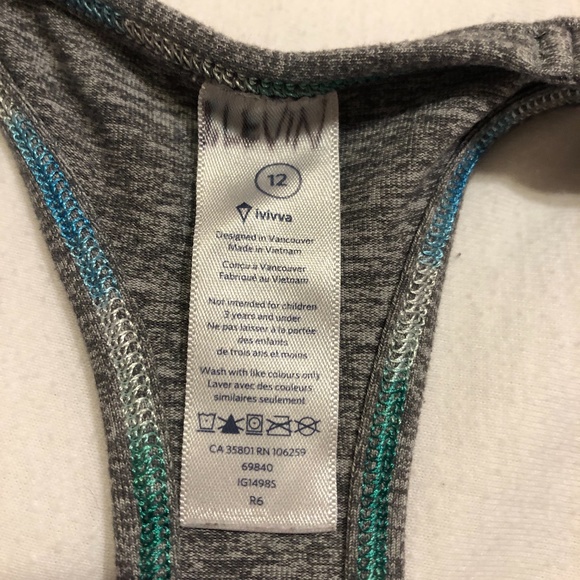 SLEVIN
12
ivivva
Designed in Vancouver
Made in Vietnam
Conçu a Vancouver
Fabriqué au Vietnam
Not intended for children
3 years and under
Ne pas laisser à la portée
des enfants
de trois ans et moins
Wash with like colours only
Laver avec des couleurs
similaires seulement
CA 35801 RN 106259
69840
IG1498S
R6